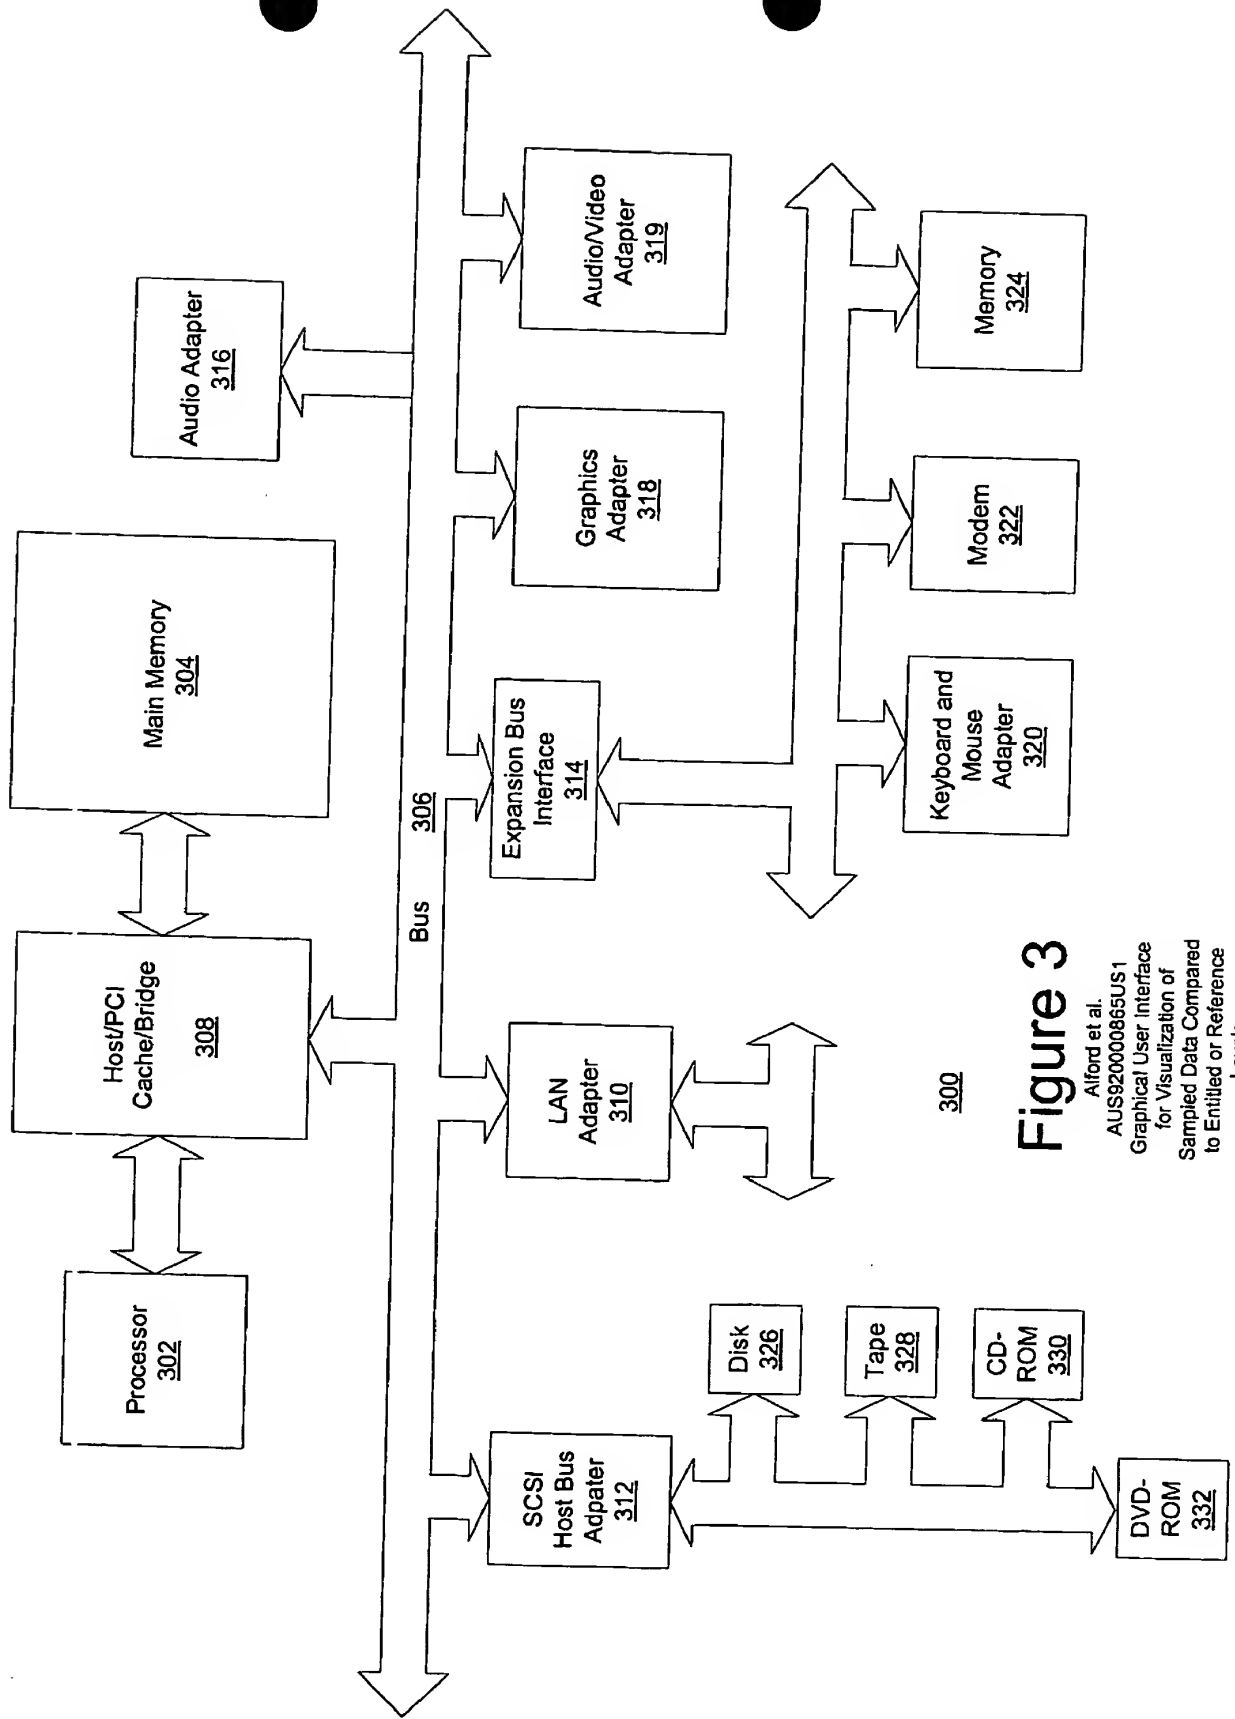 Processor
302
Host/PCI
Cache/Bridge
308
Main Memory
304
Audio Adapter
316
Bus
306
SCSI
Host Bus
Adpater
312
LAN
Adapter
310
Expansion Bus
Interface
314
Graphics
Adapter
318
Audio/Video
Adapter
319
Disk
326
Tape
328
CD-
ROM
330
DVD-
ROM
332
Keyboard and
Mouse
Adapter
320
Modem
322
Memory
324
300
Figure 3
Alford et al.
AUS920000865US1
Graphical User Interface
for Visualization of
Sampled Data Compared
to Entitled or Reference